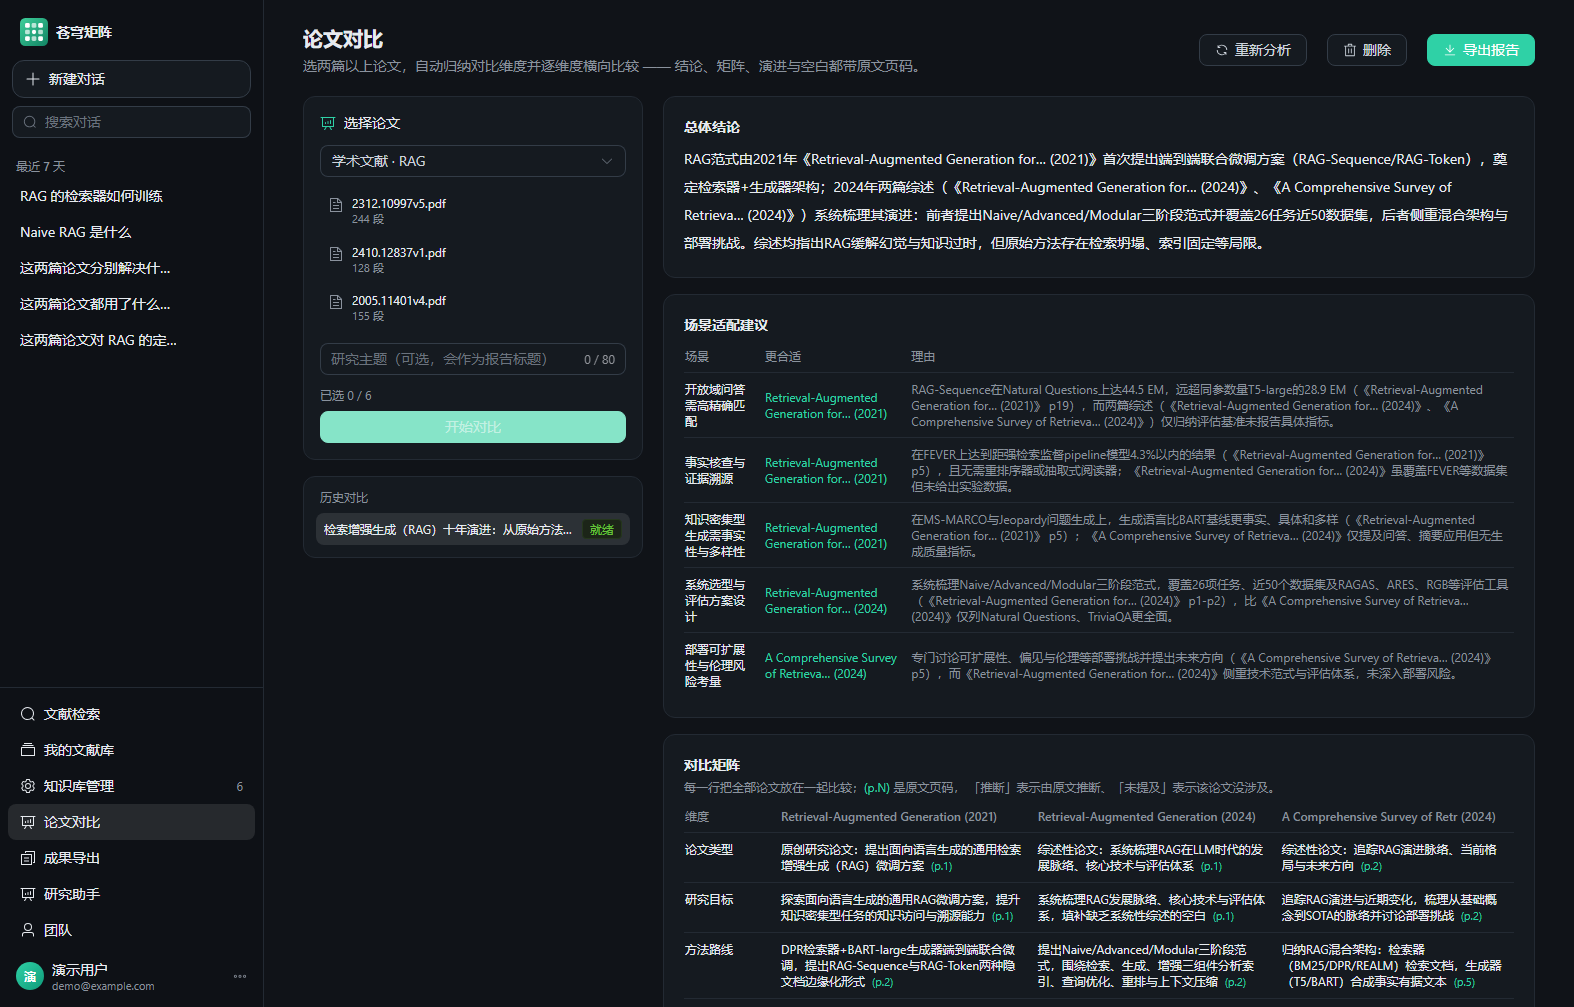 苍穹矩阵
新建对话
搜索对话
最近 7 天
RAG 的检索器如何训练
Naive RAG 是什么
这两篇论文分别解决什...
这两篇论文都用了什么...
这两篇论文对 RAG 的定...
文献检索
我的文献库
知识库管理 6
论文对比
成果导出
研究助手
团队
演 演示用户
demo@example.com
论文对比
选两篇以上论文，自动归纳对比维度并逐维度横向比较 —— 结论、矩阵、演进与空白都带原文页码。
重新分析 删除 导出报告
选择论文
学术文献 · RAG
2312.10997v5.pdf
244 段
2410.12837v1.pdf
128 段
2005.11401v4.pdf
155 段
研究主题（可选，会作为报告标题） 0 / 80
已选 0 / 6
开始对比
历史对比
检索增强生成（RAG）十年演进：从原始方法... 就绪
总体结论
RAG范式由2021年《Retrieval-Augmented Generation for... (2021)》首次提出端到端联合微调方案（RAG-Sequence/RAG-Token），奠
定检索器+生成器架构；2024年两篇综述（《Retrieval-Augmented Generation for... (2024)》、《A Comprehensive Survey of
Retrieva... (2024)》）系统梳理其演进：前者提出Naive/Advanced/Modular三阶段范式并覆盖26任务近50数据集，后者侧重混合架构与
部署挑战。综述均指出RAG缓解幻觉与知识过时，但原始方法存在检索坍塌、索引固定等局限。
场景适配建议
场景 更合适 理由
开放域问答
需高精确匹
配
Retrieval-Augmented
Generation for... (2021)
RAG-Sequence在Natural Questions上达44.5 EM，远超同参数量T5-large的28.9 EM（《Retrieval-Augmented
Generation for... (2021)》 p19），而两篇综述（《Retrieval-Augmented Generation for... (2024)》、《A
Comprehensive Survey of Retrieva... (2024)》）仅归纳评估基准未报告具体指标。
事实核查与
证据溯源
Retrieval-Augmented
Generation for... (2021)
在FEVER上达到距强检索监督pipeline模型4.3%以内的结果（《Retrieval-Augmented Generation for... (2021)》
p5），且无需重排序器或抽取式阅读器；《Retrieval-Augmented Generation for... (2024)》虽覆盖FEVER等数据集
但未给出实验数据。
知识密集型
生成需事实
性与多样性
Retrieval-Augmented
Generation for... (2021)
在MS-MARCO与Jeopardy问题生成上，生成语言比BART基线更事实、具体和多样（《Retrieval-Augmented
Generation for... (2021)》 p5）；《A Comprehensive Survey of Retrieva... (2024)》仅提及问答、摘要应用但无生
成质量指标。
系统选型与
评估方案设
计
Retrieval-Augmented
Generation for... (2024)
系统梳理Naive/Advanced/Modular三阶段范式，覆盖26项任务、近50个数据集及RAGAS、ARES、RGB等评估工具
（《Retrieval-Augmented Generation for... (2024)》 p1-p2），比《A Comprehensive Survey of Retrieva...
(2024)》仅列Natural Questions、TriviaQA更全面。
部署可扩展
性与伦理风
险考量
A Comprehensive Survey
of Retrieva... (2024)
专门讨论可扩展性、偏见与伦理等部署挑战并提出未来方向（《A Comprehensive Survey of Retrieva... (2024)》
p5），而《Retrieval-Augmented Generation for... (2024)》侧重技术范式与评估体系，未深入部署风险。
对比矩阵
每一行把全部论文放在一起比较；(p.N) 是原文页码，「推断」表示由原文推断、「未提及」表示该论文没涉及。
维度 Retrieval-Augmented Generation (2021) Retrieval-Augmented Generation (2024) A Comprehensive Survey of Retr (2024)
论文类型
原创研究论文：提出面向语言生成的通用检索
增强生成（RAG）微调方案 (p.1)
综述性论文：系统梳理RAG在LLM时代的发
展脉络、核心技术与评估体系 (p.1)
综述性论文：追踪RAG演进脉络、当前格
局与未来方向 (p.2)
研究目标
探索面向语言生成的通用RAG微调方案，提升
知识密集型任务的知识访问与溯源能力 (p.1)
系统梳理RAG发展脉络、核心技术与评估体
系，填补缺乏系统性综述的空白 (p.1)
追踪RAG演进与近期变化，梳理从基础概
念到SOTA的脉络并讨论部署挑战 (p.2)
方法路线
DPR检索器+BART-large生成器端到端联合微
调，提出RAG-Sequence与RAG-Token两种隐
文档边缘化形式 (p.2)
提出Naive/Advanced/Modular三阶段范
式，围绕检索、生成、增强三组件分析索
引、查询优化、重排与上下文压缩 (p.2)
归纳RAG混合架构：检索器
（BM25/DPR/REALM）检索文档，生成器
（T5/BART）合成事实有据文本 (p.5)